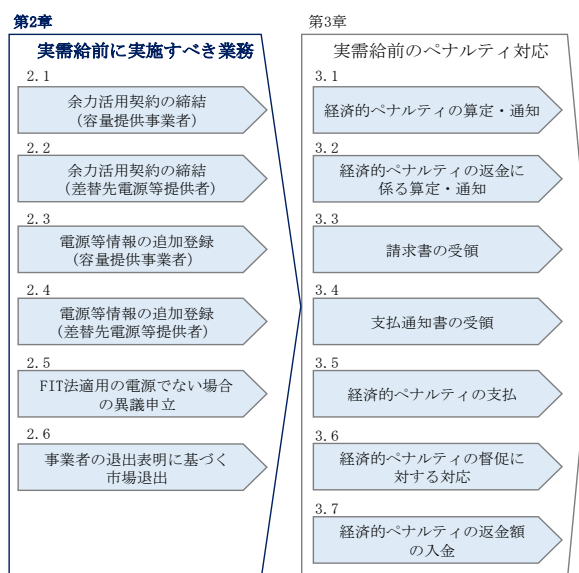 第2章
実需給前に実施すべき業務
2.1
余力活用契約の締結
(容量提供事業者)
2.2
余力活用契約の締結
(差替先電源等提供者)
2.3
電源等情報の追加登録
(容量提供事業者)
2.4
電源等情報の追加登録
(差替先電源等提供者)
2.5
FIT法適用の電源でない場合
の異議申立
2.6
事業者の退出表明に基づく
市場退出
第3章
実需給前のペナルティ対応
3.1
経済的ペナルティの算定・通知
3.2
経済的ペナルティの返金に
係る算定・通知
3.3
請求書の受領
3.4
支払通知書の受領
3.5
経済的ペナルティの支払
3.6
経済的ペナルティの督促に
対する対応
3.7
経済的ペナルティの返金額
の入金